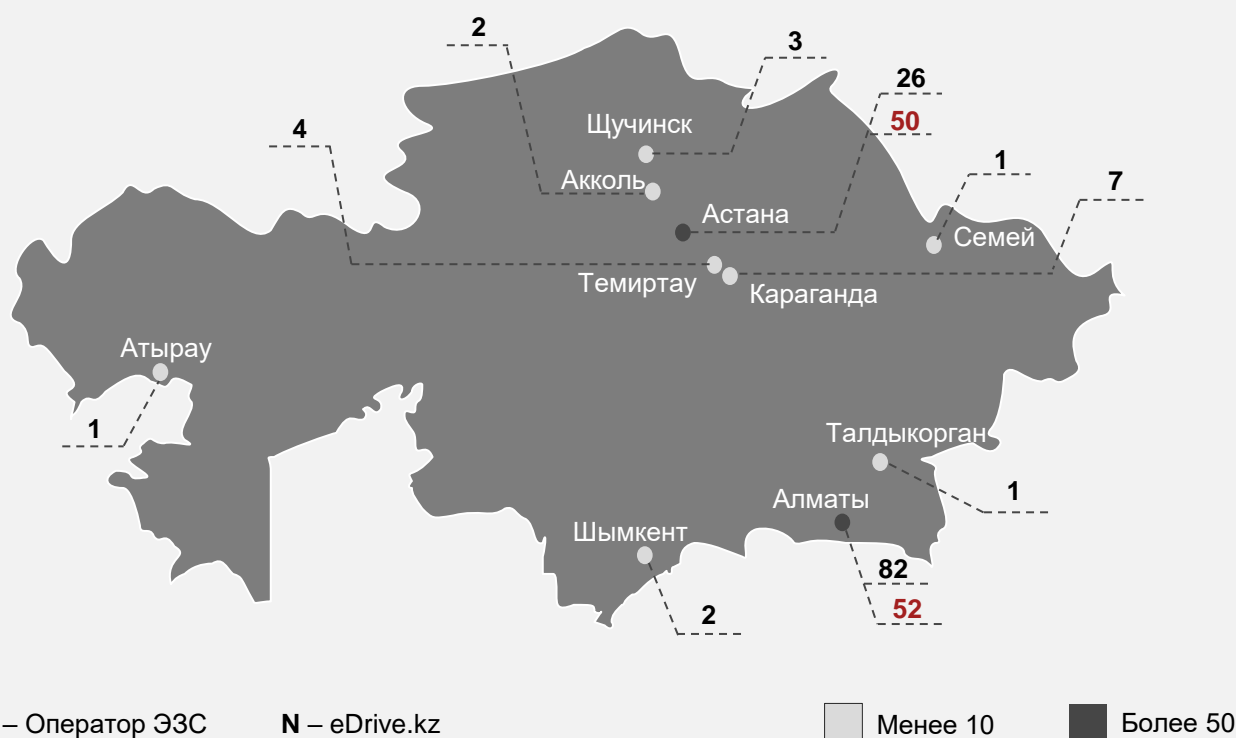 2
3
26
50
Щучинск
4
1
7
Акколь
Астана
Семей
Темиртау
Караганда
Атырау
1
Талдыкорган
1
Алматы
Шымкент
82
52
2
– Оператор ЭЗС
N – eDrive.kz
Менее 10
Более 50